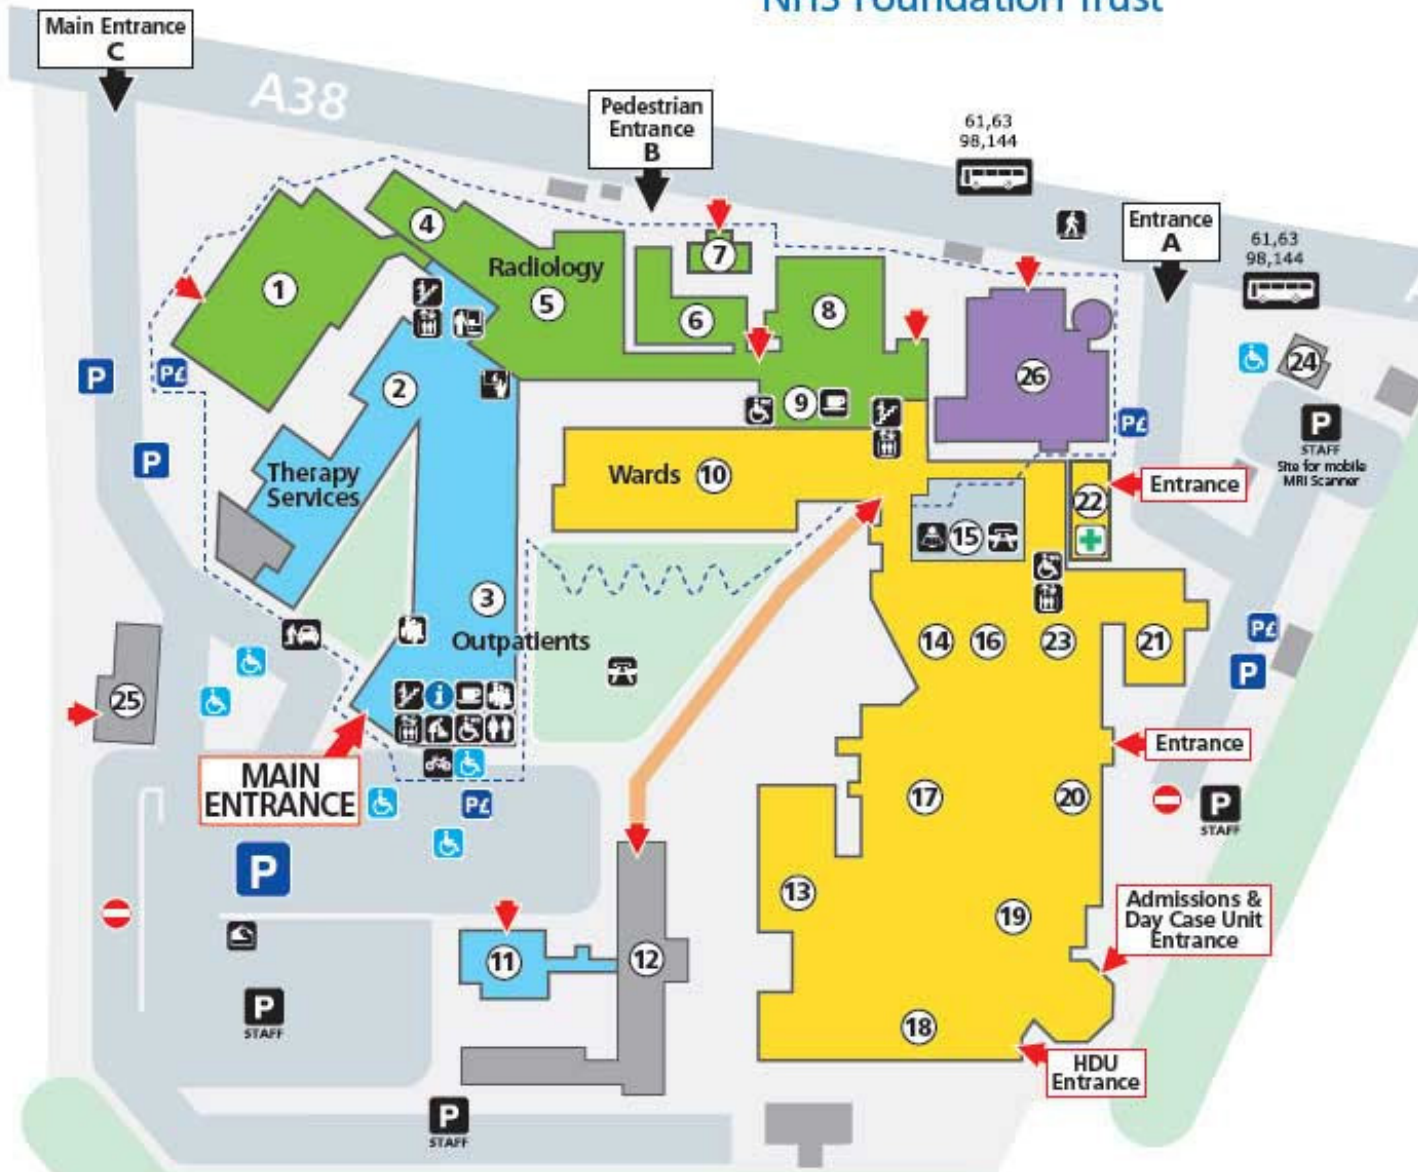 NHS Foundation Trust
Main Entrance
C
A38
Pedestrian
Entrance
B
61,63
98,144
Entrance
A
61,63
98,144
4
7
Radiology
1
5
6
8
24
P
P£
2
26
9
P£
P
STAFF
Site for mobile
MRI Scanner
P
Therapy
Services
Wards
10
22
Entrance
15
3
Outpatients
14
16
23
21
P£
P
25
i
MAIN
ENTRANCE
P£
Entrance
17
20
P
STAFF
P
13
19
Admissions &
Day Case Unit
Entrance
11
12
P
STAFF
18
HDU
Entrance
P
STAFF